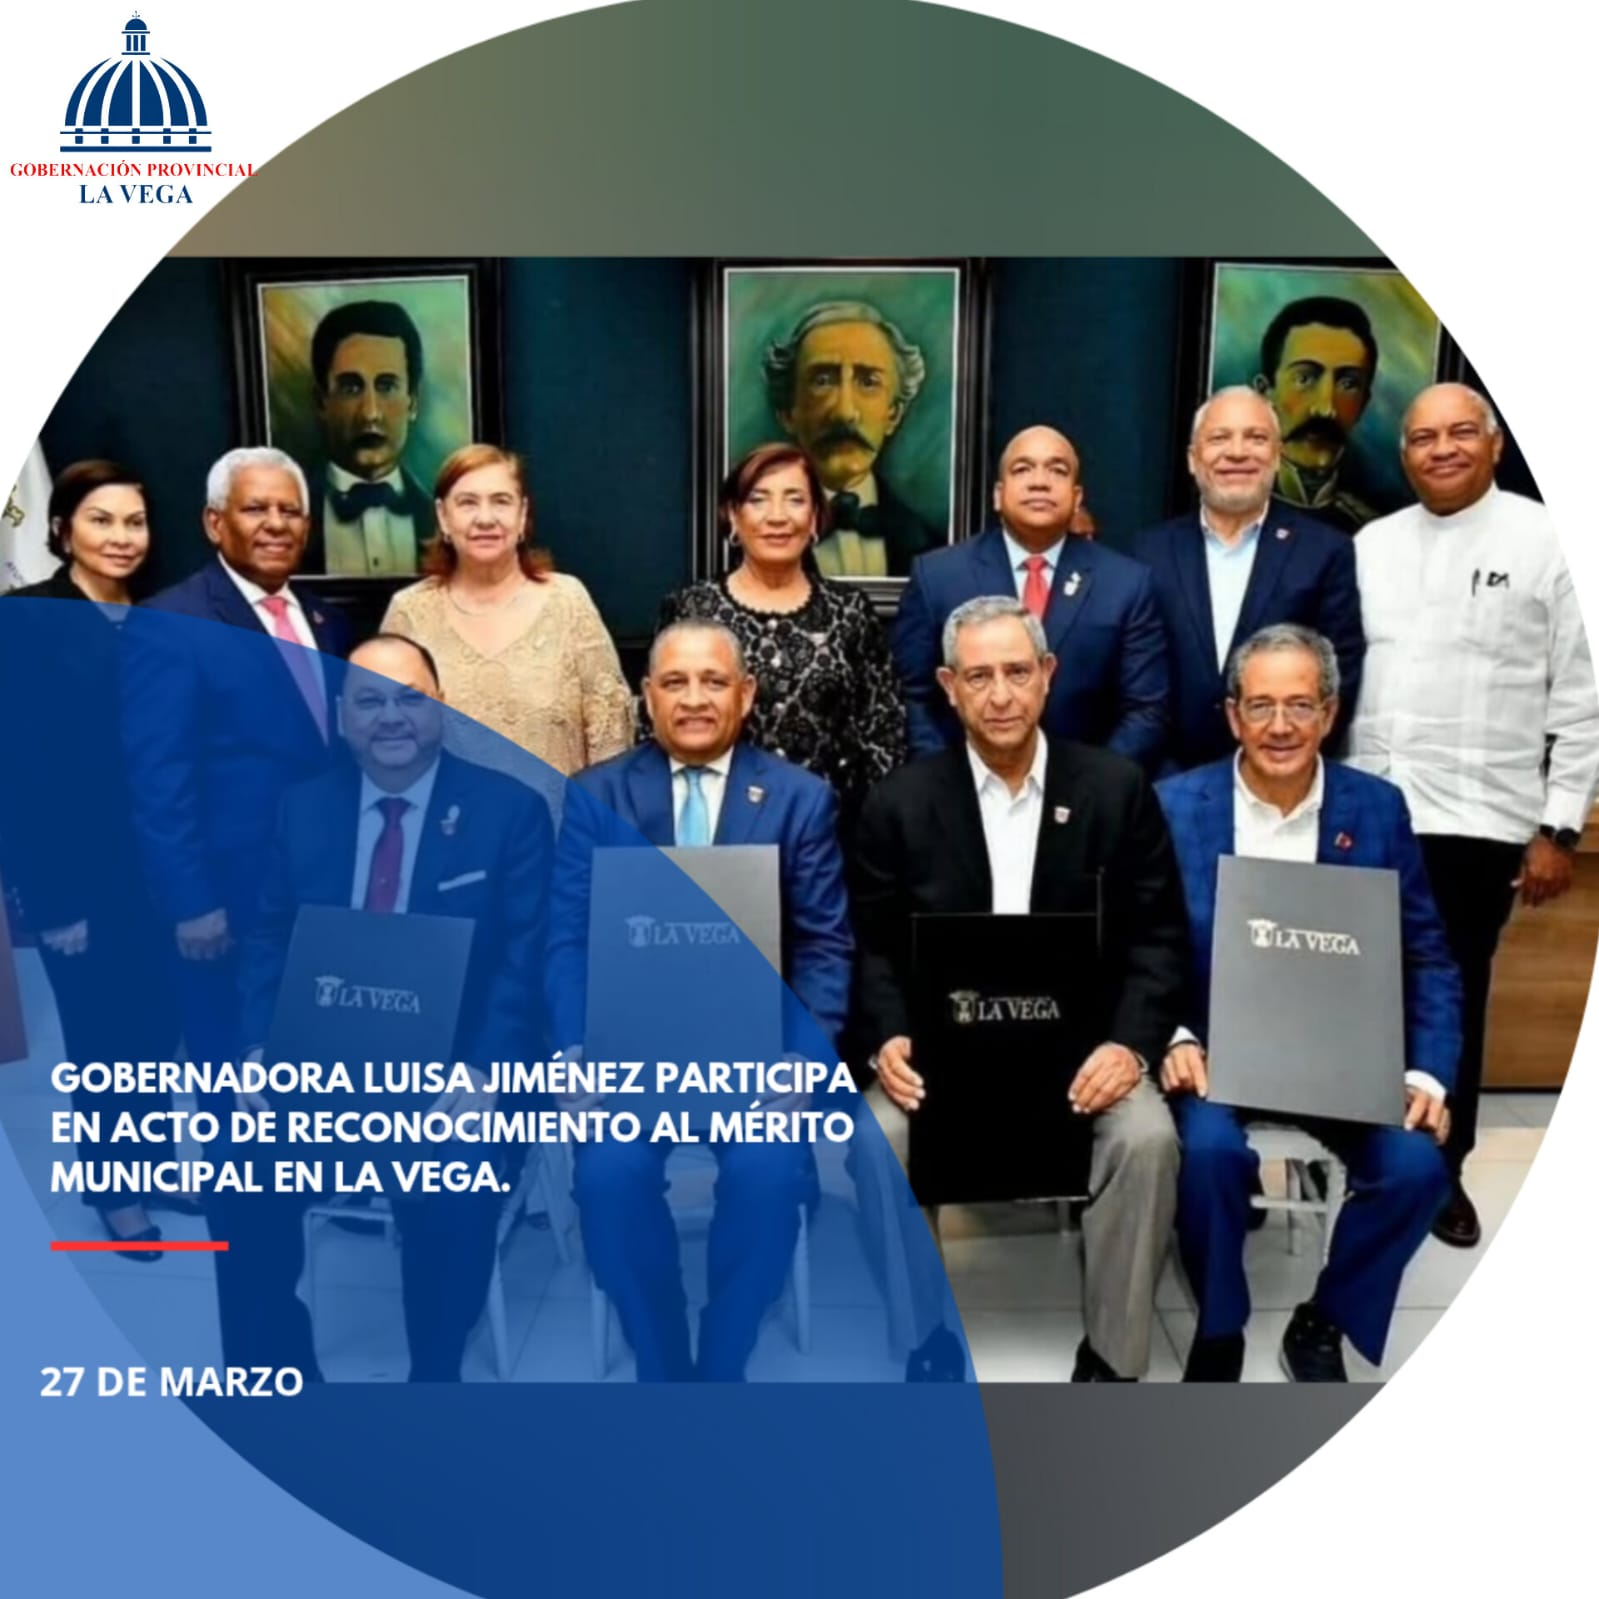 GOBERNACIÓN PROVINCIAL
LA VEGA
LA VEGA
LA VEGA
LA VEGA
LA VEGA
GOBERNADORA LUISA JIMÉNEZ PARTICIPA
EN ACTO DE RECONOCIMIENTO AL MÉRITO
MUNICIPAL EN LA VEGA.
27 DE MARZO